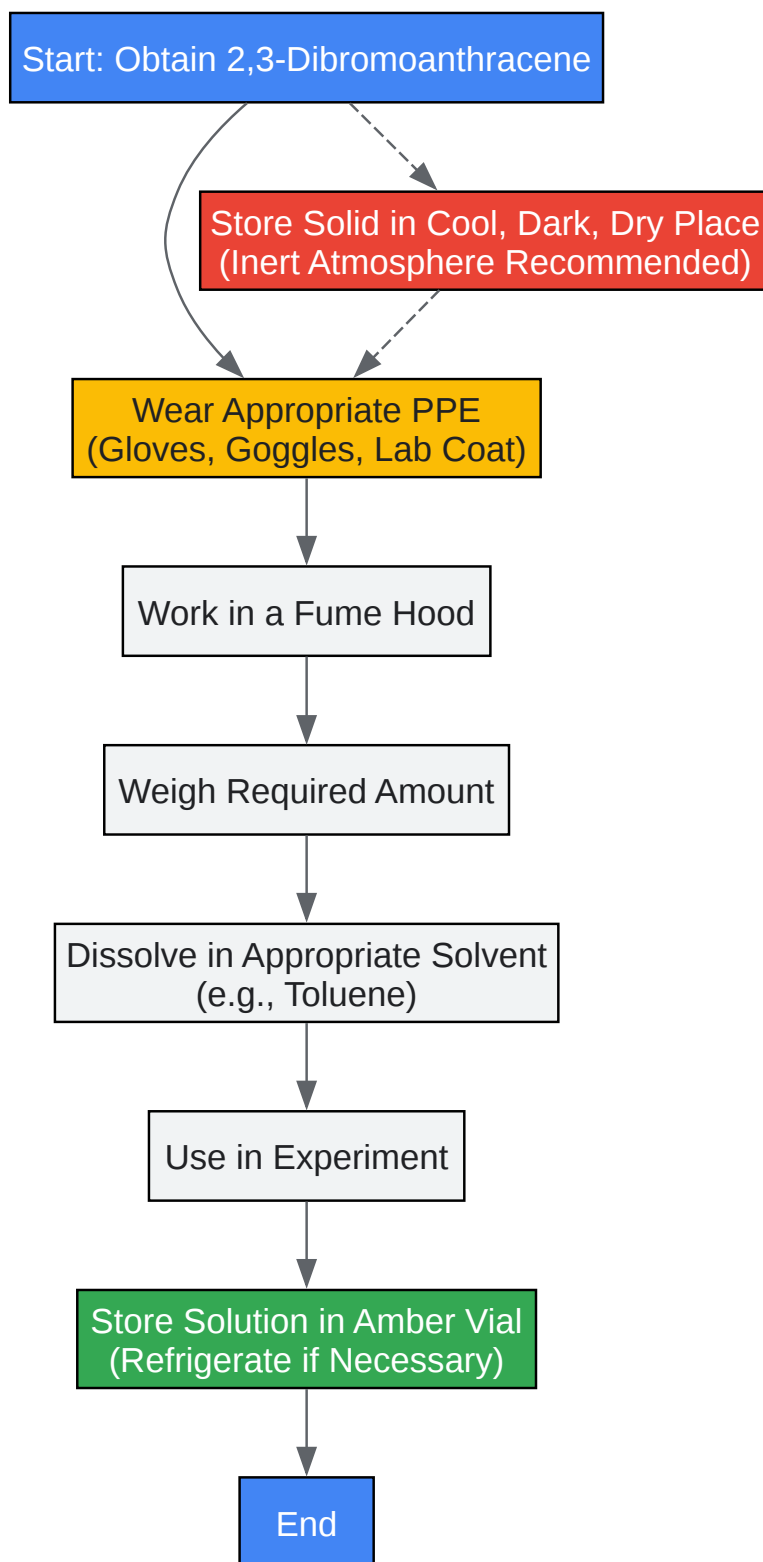 Start: Obtain 2,3-Dibromoanthracene
Store Solid in Cool, Dark, Dry Place
(Inert Atmosphere Recommended)
Wear Appropriate PPE
(Gloves, Goggles, Lab Coat)
Work in a Fume Hood
Weigh Required Amount
Dissolve in Appropriate Solvent
(e.g., Toluene)
Use in Experiment
Store Solution in Amber Vial
(Refrigerate if Necessary)
End